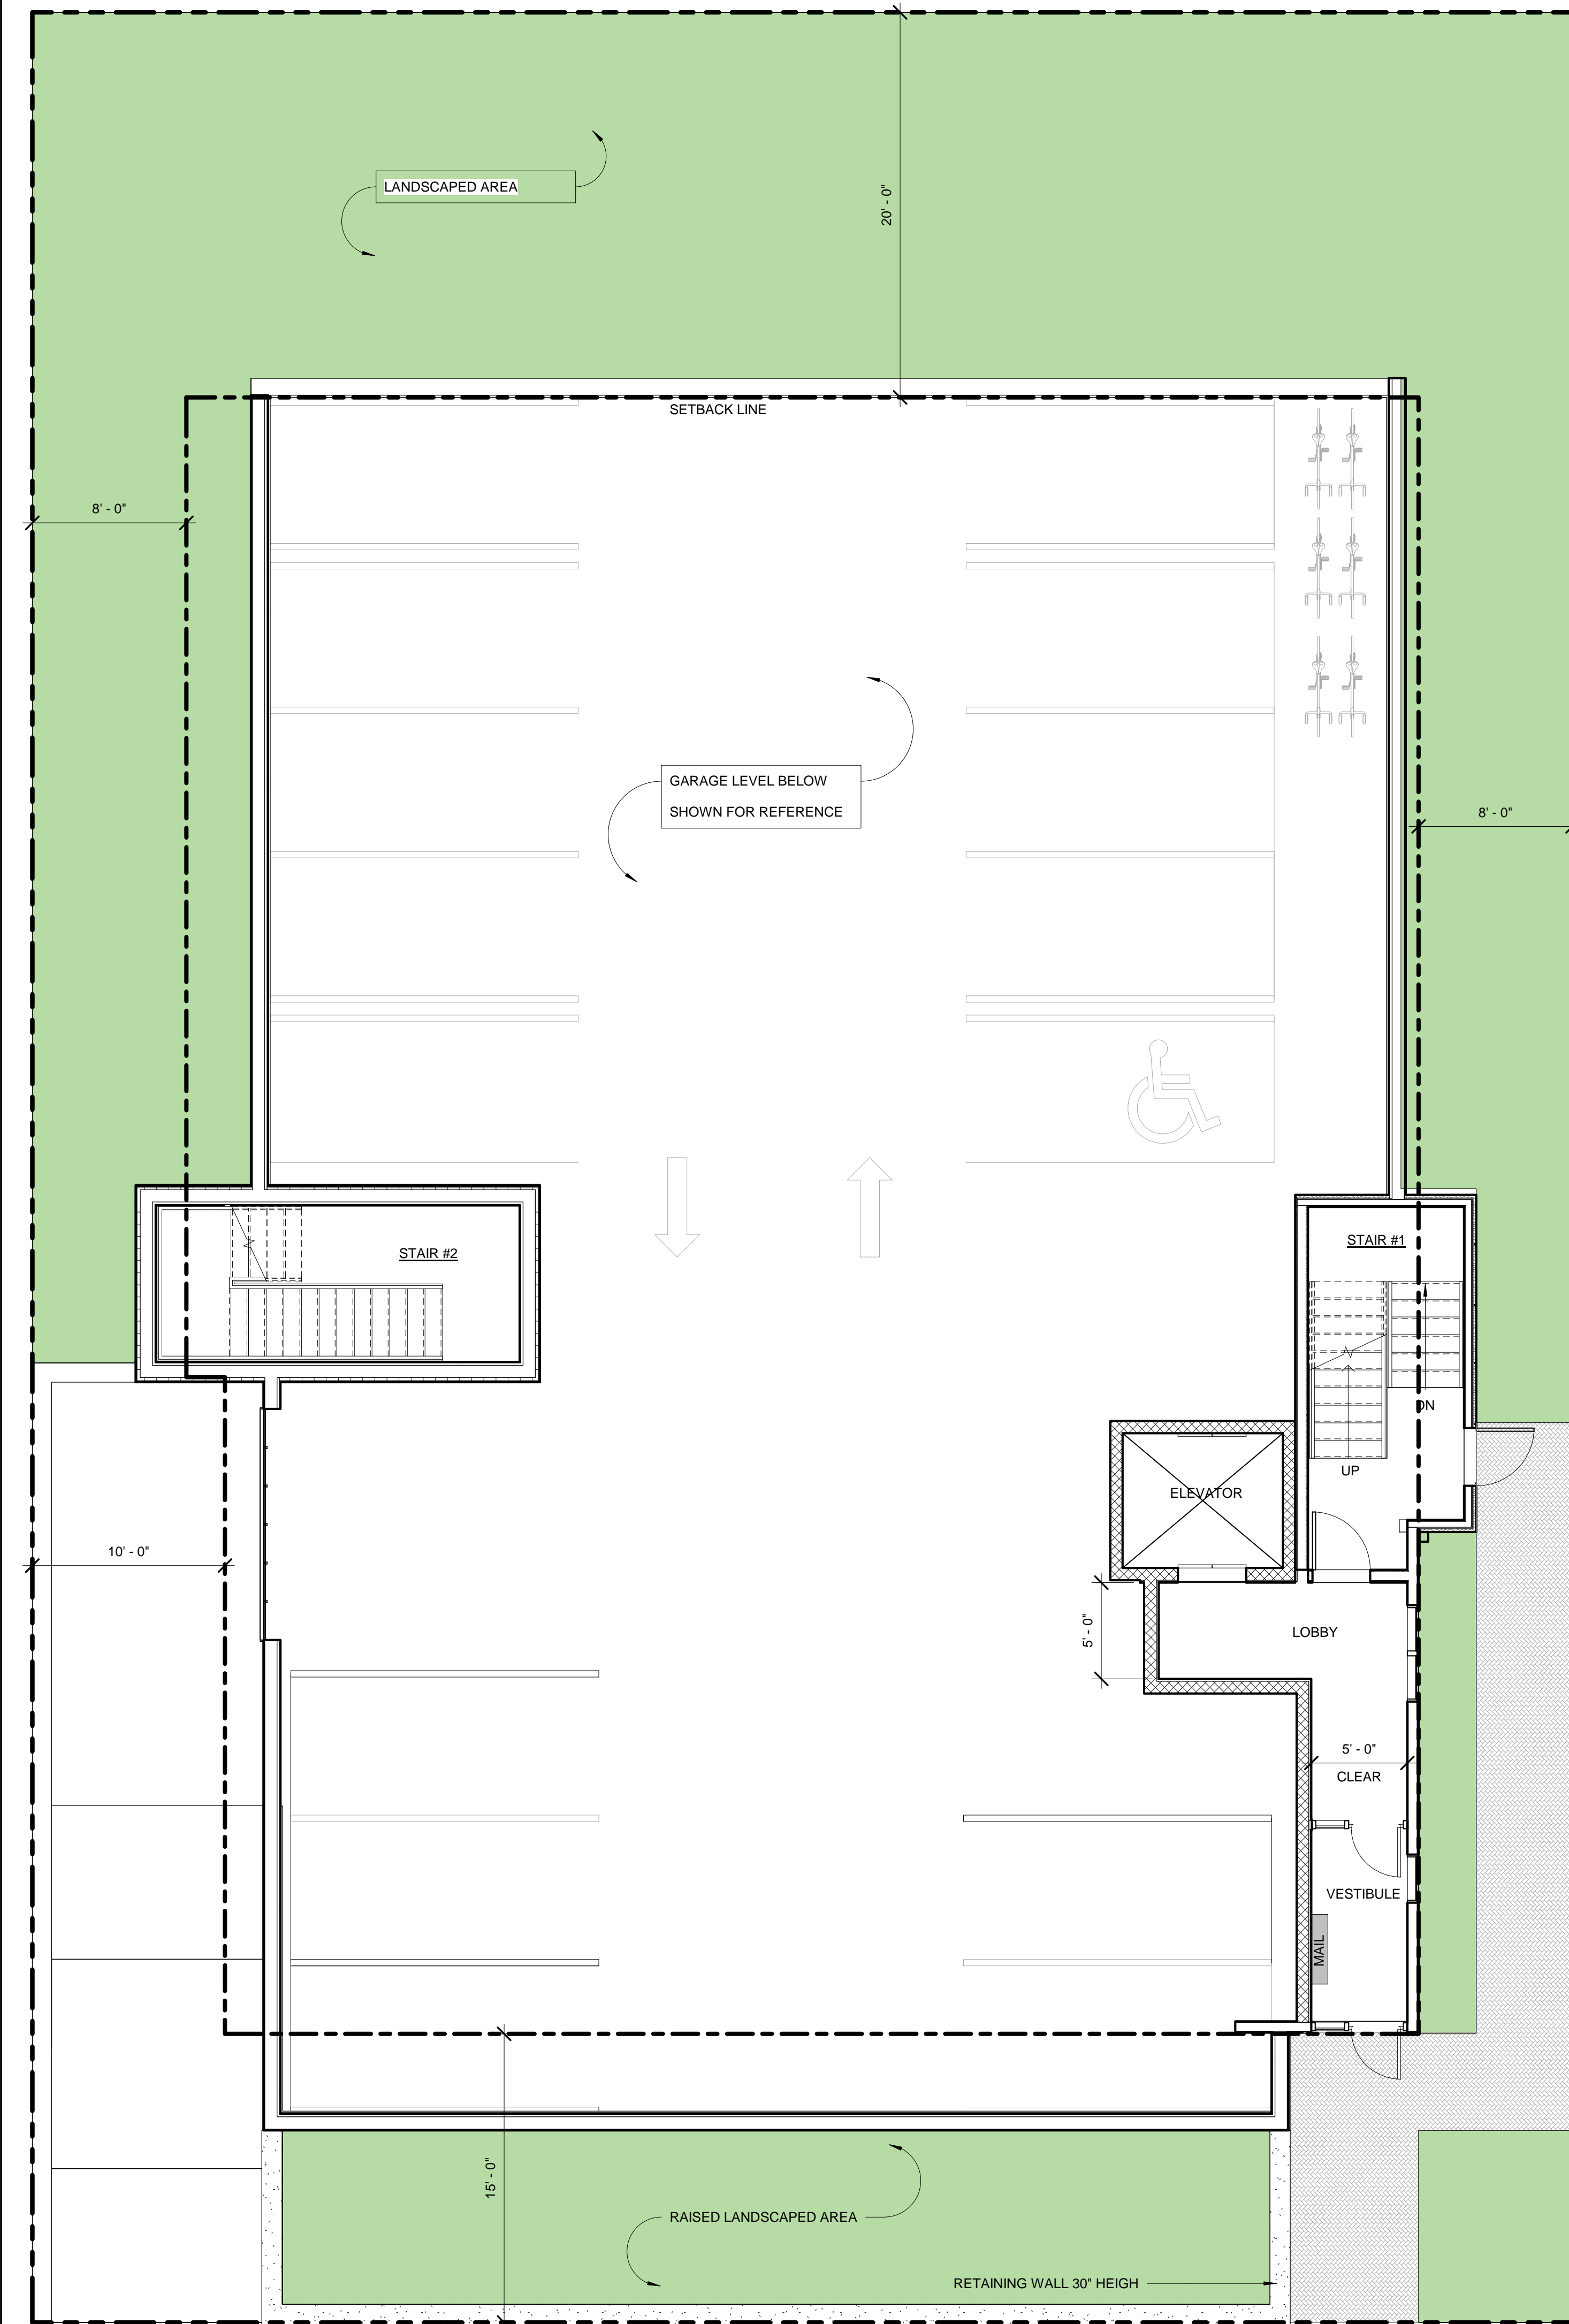 LANDSCAPED AREA
20' - 0"
SETBACK LINE
8' - 0"
GARAGE LEVEL BELOW
SHOWN FOR REFERENCE
8' - 0"
STAIR #2
STAIR #1
DN
UP
ELEVATOR
10' - 0"
5' - 0"
LOBBY
5' - 0"
CLEAR
VESTIBULE
MAIL
15' - 0"
RAISED LANDSCAPED AREA
RETAINING WALL 30" HEIGH